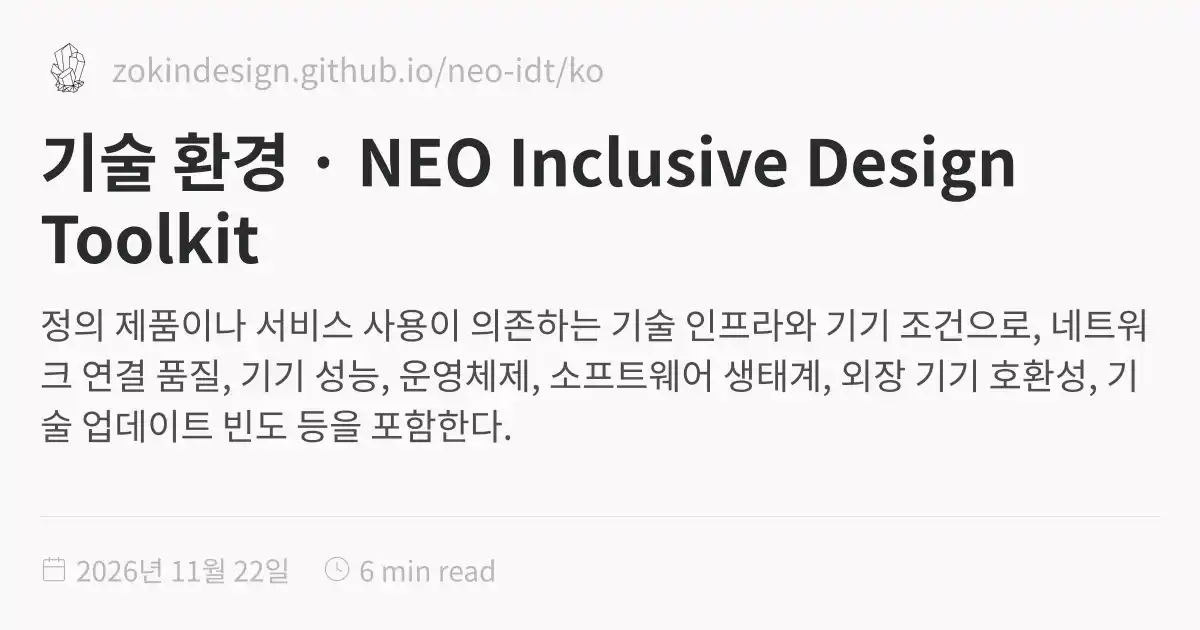 zokindesign.github.io/neo-idt/ko
기술 환경 · NEO Inclusive Design
Toolkit
정의 제품이나 서비스 사용이 의존하는 기술 인프라와 기기 조건으로, 네트워
크 연결 품질, 기기 성능, 운영체제, 소프트웨어 생태계, 외장 기기 호환성, 기
술 업데이트 빈도 등을 포함한다.
2026년 11월 22일 6 min read